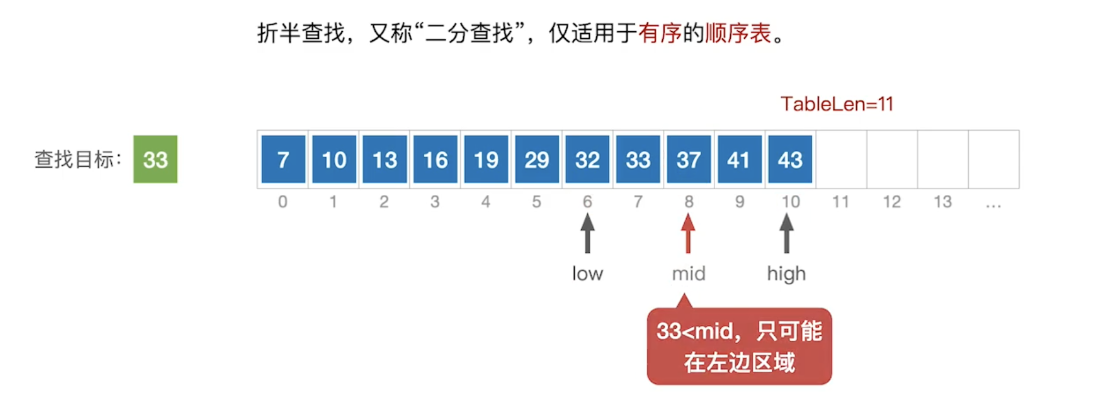 折半查找，又称“二分查找”，仅适用于有序的顺序表。
TableLen=11
查找目标： 33
7 10 13 16 19 29 32 33 37 41 43
0 1 2 3 4 5 6 7 8 9 10 11 12 13 ...
low mid high
33<mid，只可能
在左边区域